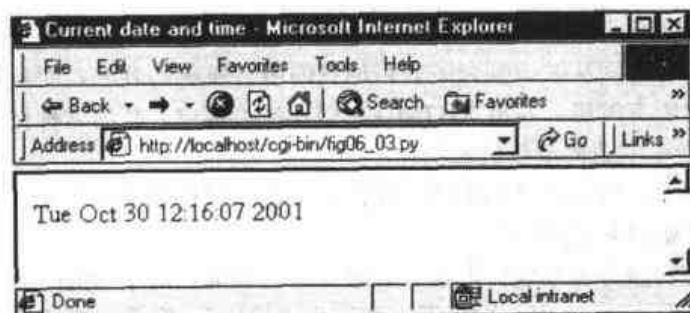 Current date and time - Microsoft Internet Explorer
File Edit View Favorites Tools Help
Back Search Favorites »
Address http://localhost/cgi-bin/fig06_03.py Go Links »
Tue Oct 30 12:16:07 2001
Done Local intranet